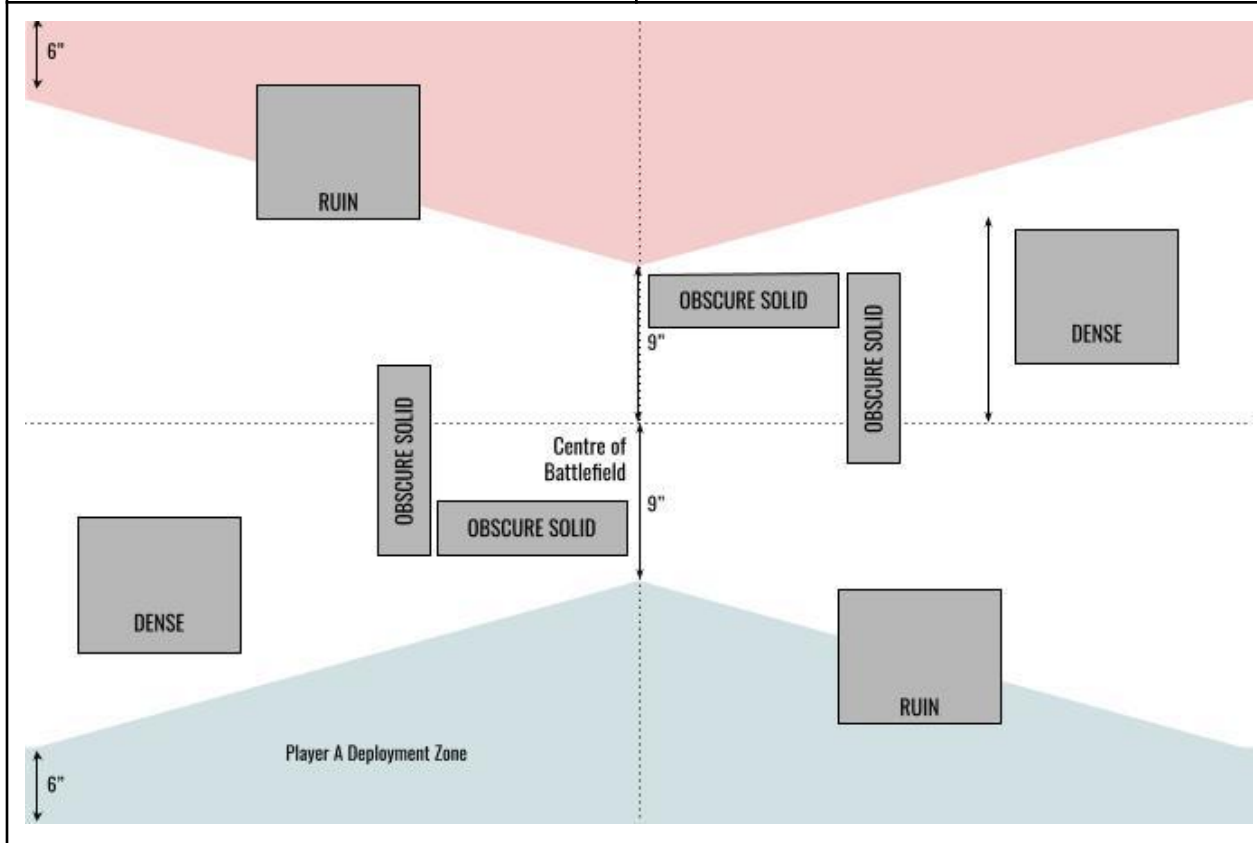 6”
RUIN
OBSCURE SOLID
OBSCURE SOLID
DENSE
9”
OBSCURE SOLID
Centre of
Battlefield
OBSCURE SOLID
9”
DENSE
RUIN
Player A Deployment Zone
6”